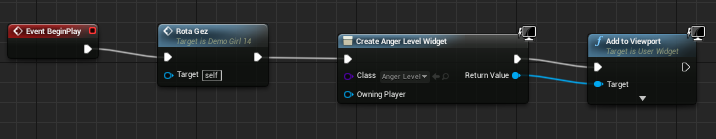 Event BeginPlay
Rota Gez
Target is Demo Girl 14
Target self
Create Anger Level Widget
Class Anger Level
Return Value
Owning Player
f Add to Viewport
Target is User Widget
Target